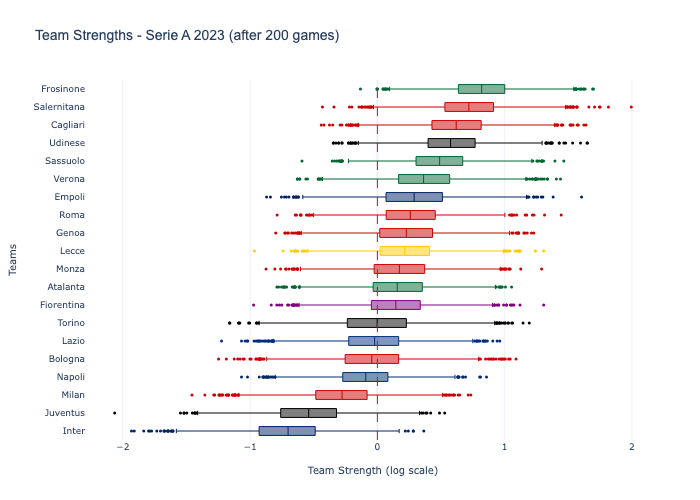 Team Strengths - Serie A 2023 (after 200 games)
Frosinone
Salernitana
Cagliari
Udinese
Sassuolo
Verona
Empoli
Roma
Genoa
Lecce
Monza
Atalanta
Fiorentina
Torino
Lazio
Bologna
Napoli
Milan
Juventus
Inter
Teams
−2 −1 0 1 2
Team Strength (log scale)